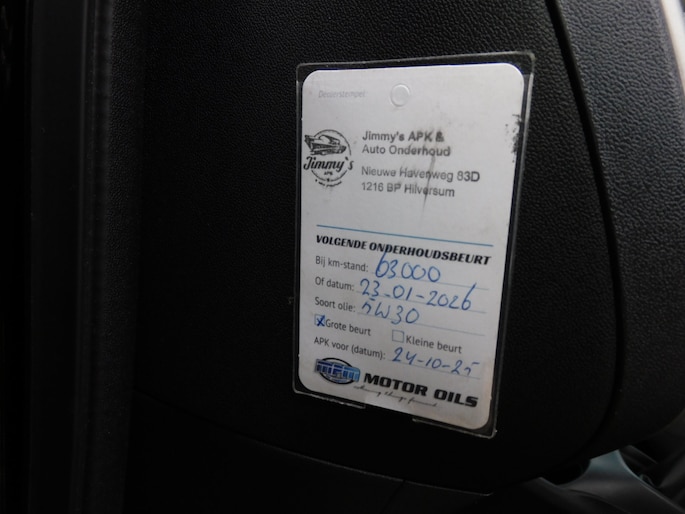 Dealerstempel:
Jimmy's APK &
Auto Onderhoud
Jimmy's
APK
Nieuwe Havenweg 83D
1216 BP Hilversum
VOLGENDE ONDERHOUDSBEURT
Bij km-stand: 63000
Of datum: 23-01-2026
Soort olie: 5W30
Grote beurt Kleine beurt
APK voor (datum): 24-10-25
MOTOR OILS